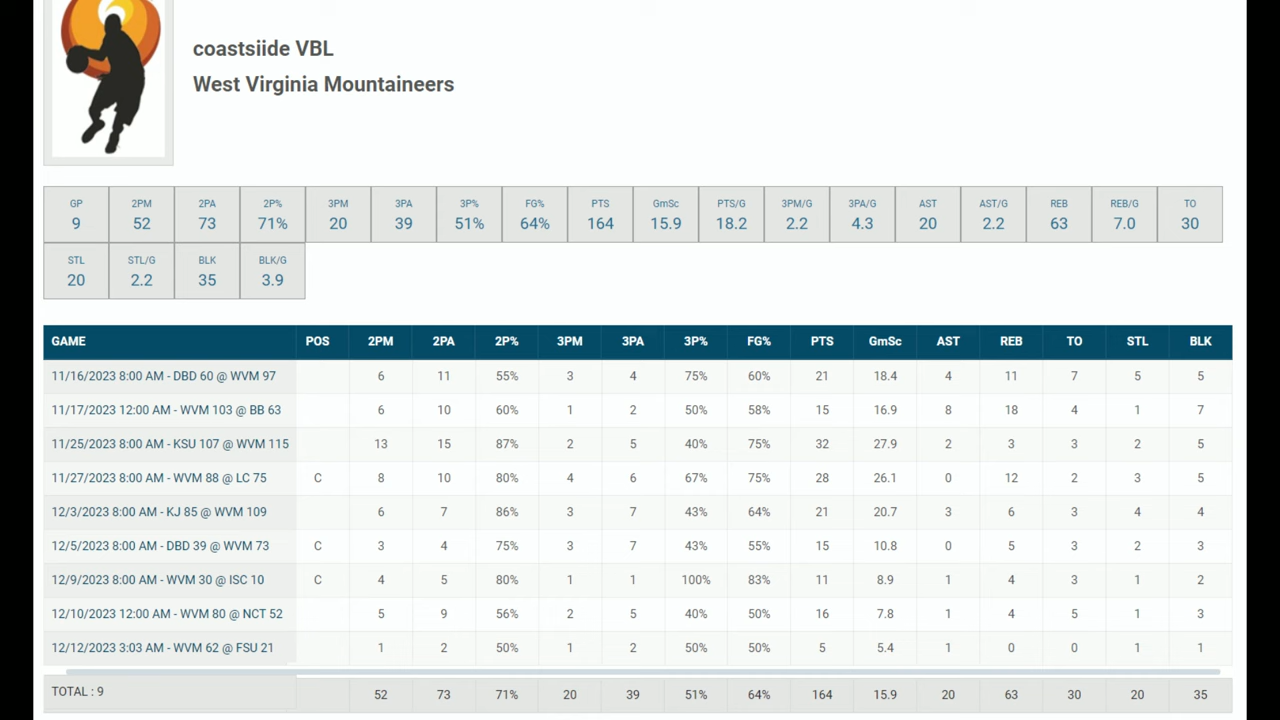 coastsiide VBL
West Virginia Mountaineers
GP 2PM 2PA 2P% 3PM 3PA 3P% FG% PTS GmSc PTS/G 3PM/G 3PA/G AST AST/G REB REB/G TO
9 52 73 71% 20 39 51% 64% 164 15.9 18.2 2.2 4.3 20 2.2 63 7.0 30
STL STL/G BLK BLK/G
20 2.2 35 3.9
GAME POS 2PM 2PA 2P% 3PM 3PA 3P% FG% PTS GmSc AST REB TO STL BLK
11/16/2023 8:00 AM - DBD 60 @ WVM 97 6 11 55% 3 4 75% 60% 21 18.4 4 11 7 5 5
11/17/2023 12:00 AM - WVM 103 @ BB 63 6 10 60% 1 2 50% 58% 15 16.9 8 18 4 1 7
11/25/2023 8:00 AM - KSU 107 @ WVM 115 13 15 87% 2 5 40% 75% 32 27.9 2 3 3 2 5
11/27/2023 8:00 AM - WVM 88 @ LC 75 C 8 10 80% 4 6 67% 75% 28 26.1 0 12 2 3 5
12/3/2023 8:00 AM - KJ 85 @ WVM 109 6 7 86% 3 7 43% 64% 21 20.7 3 6 3 4 4
12/5/2023 8:00 AM - DBD 39 @ WVM 73 C 3 4 75% 3 7 43% 55% 15 10.8 0 5 3 2 3
12/9/2023 8:00 AM - WVM 30 @ ISC 10 C 4 5 80% 1 1 100% 83% 11 8.9 1 4 3 1 2
12/10/2023 12:00 AM - WVM 80 @ NCT 52 5 9 56% 2 5 40% 50% 16 7.8 1 4 5 1 3
12/12/2023 3:03 AM - WVM 62 @ FSU 21 1 2 50% 1 2 50% 50% 5 5.4 1 0 0 1 1
TOTAL : 9 52 73 71% 20 39 51% 64% 164 15.9 20 63 30 20 35